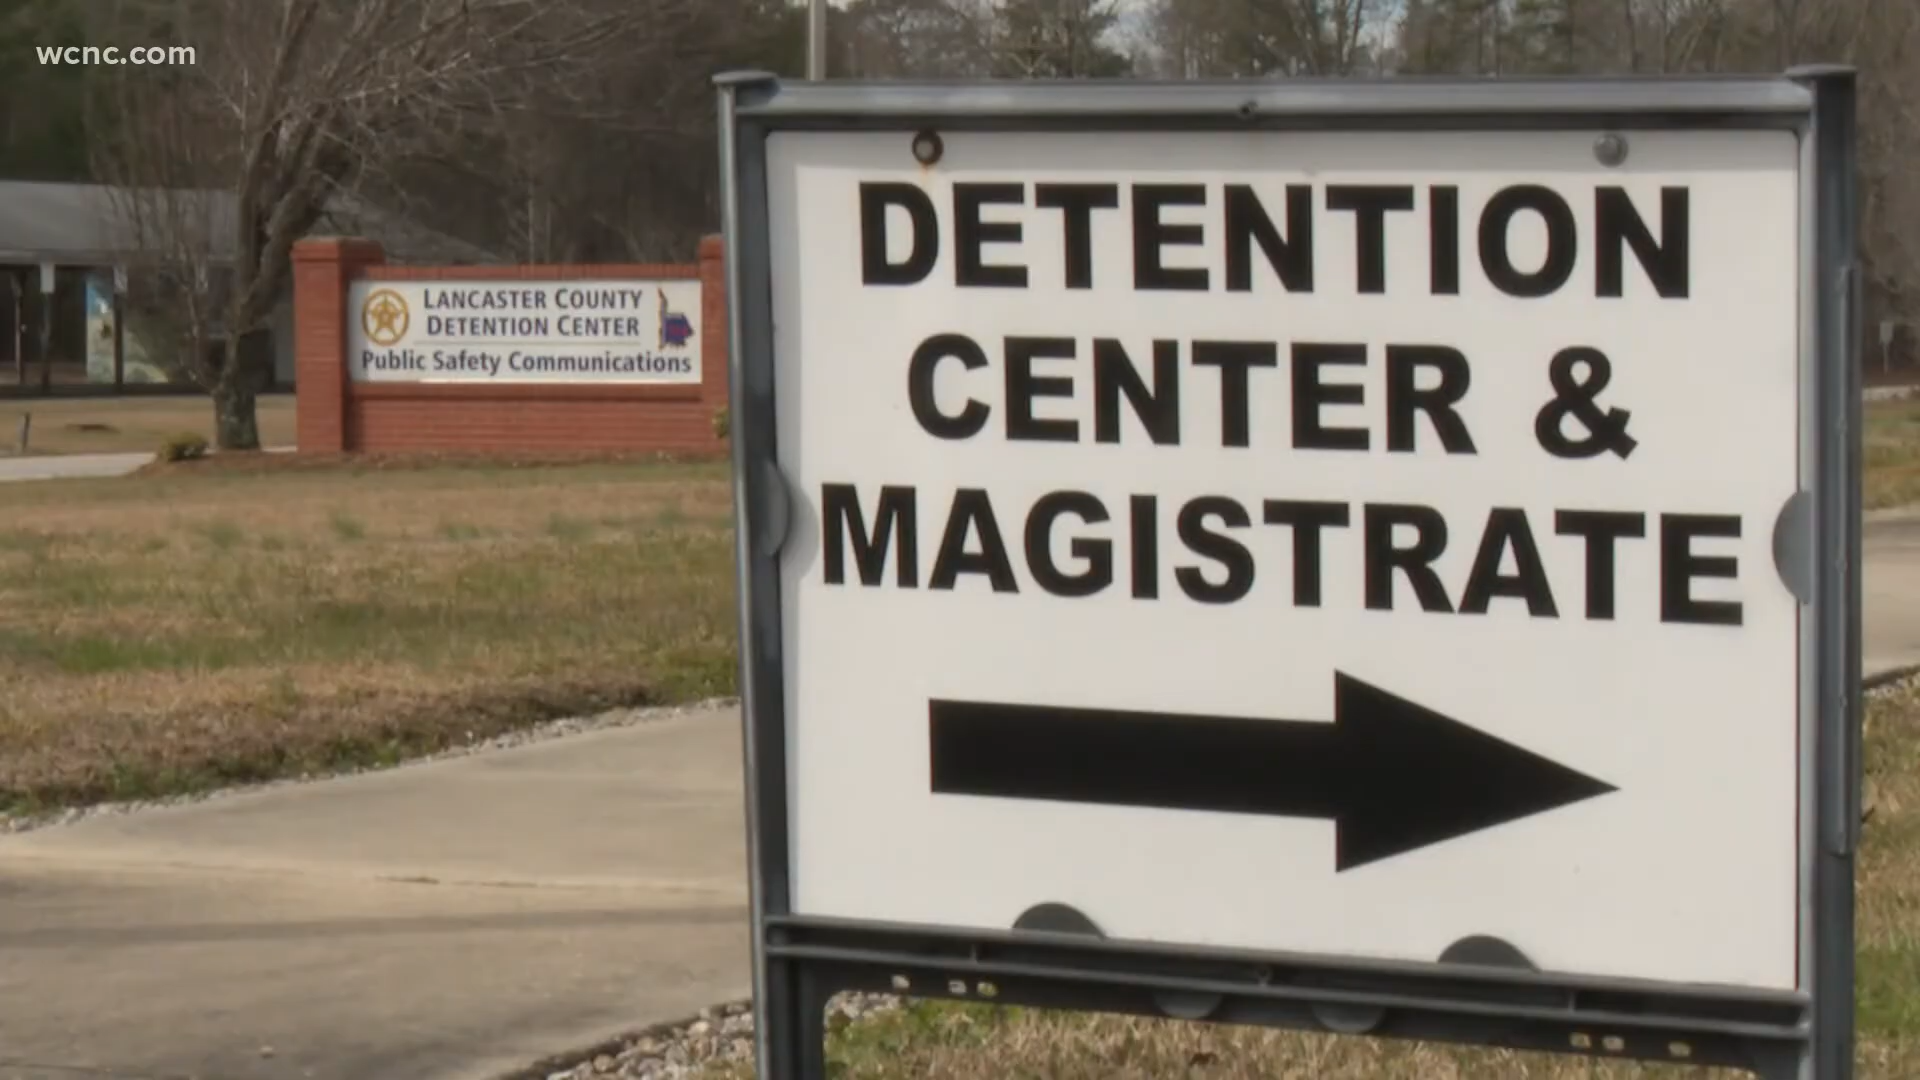 wcnc.com
LANCASTER COUNTY
DETENTION CENTER
Public Safety Communications
DETENTION
CENTER &
MAGISTRATE